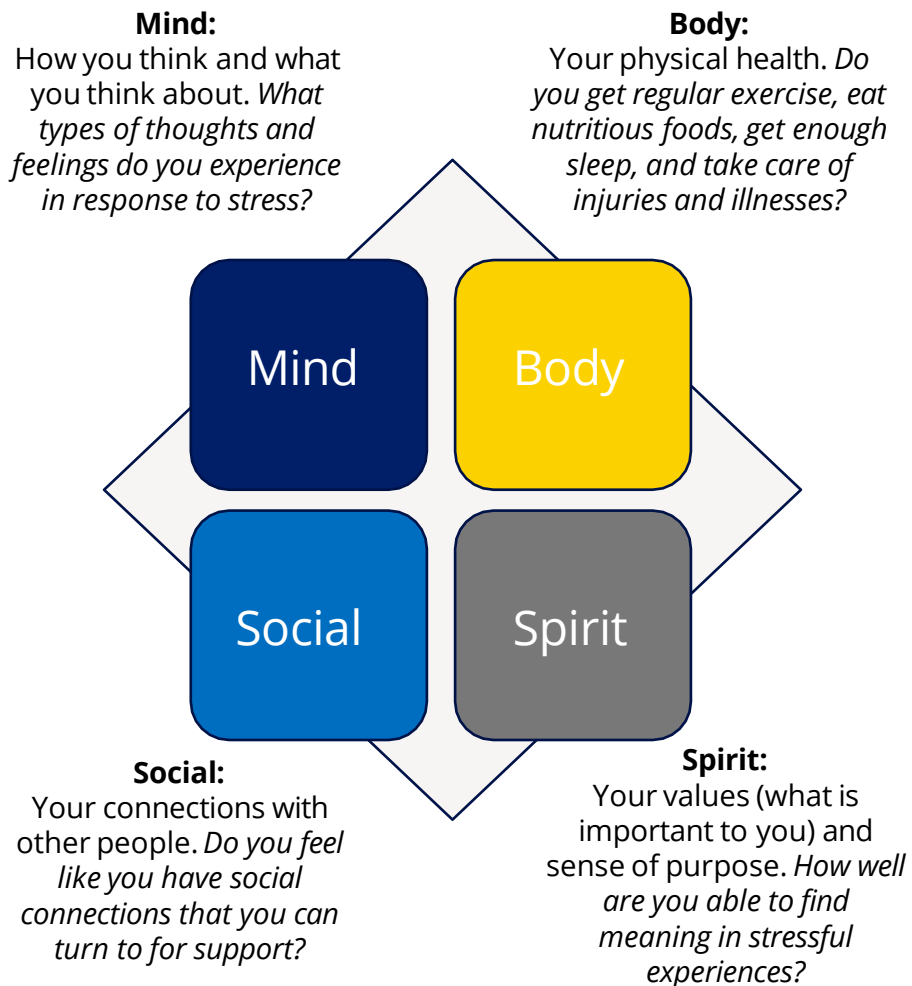 Mind:
How you think and what
you think about. What
types of thoughts and
feelings do you experience
in response to stress?
Body:
Your physical health. Do
you get regular exercise, eat
nutritious foods, get enough
sleep, and take care of
injuries and illnesses?
Mind
Body
Social
Spirit
Social:
Your connections with
other people. Do you feel
like you have social
connections that you can
turn to for support?
Spirit:
Your values (what is
important to you) and
sense of purpose. How well
are you able to find
meaning in stressful
experiences?